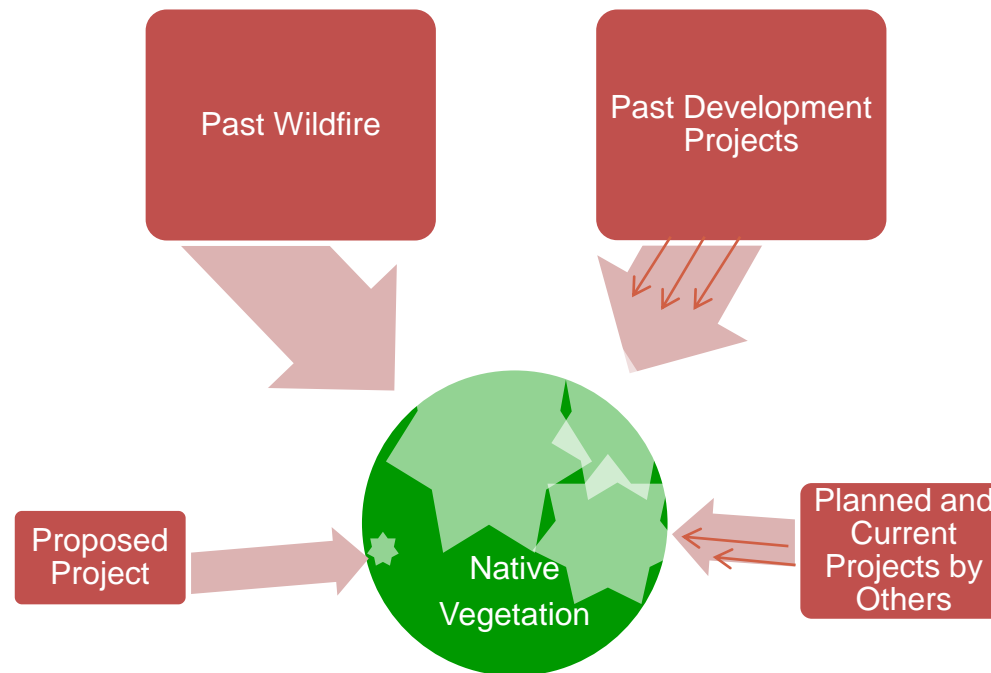 Past Wildfire
Past Development
Projects
Proposed
Project
Native
Vegetation
Planned and
Current
Projects by
Others